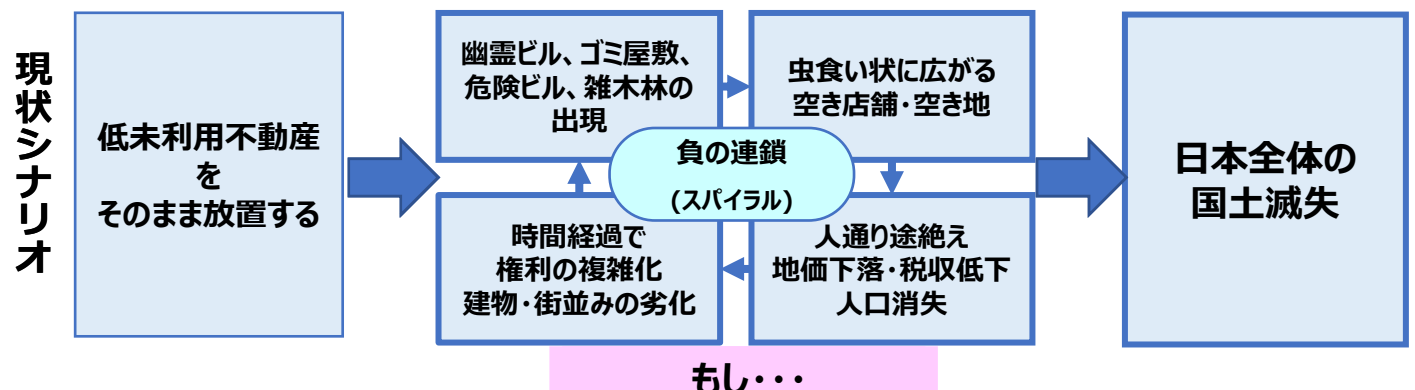 現状シナリオ
低未利用不動産
を
そのまま放置する
幽霊ビル、ゴミ屋敷、
危険ビル、雑木林の
出現
虫食い状に広がる
空き店舗・空き地
負の連鎖
(スパイラル)
時間経過で
権利の複雑化
建物・街並みの劣化
人通り途絶え
地価下落・税収低下
人口消失
日本全体の
国土滅失
もし・・・